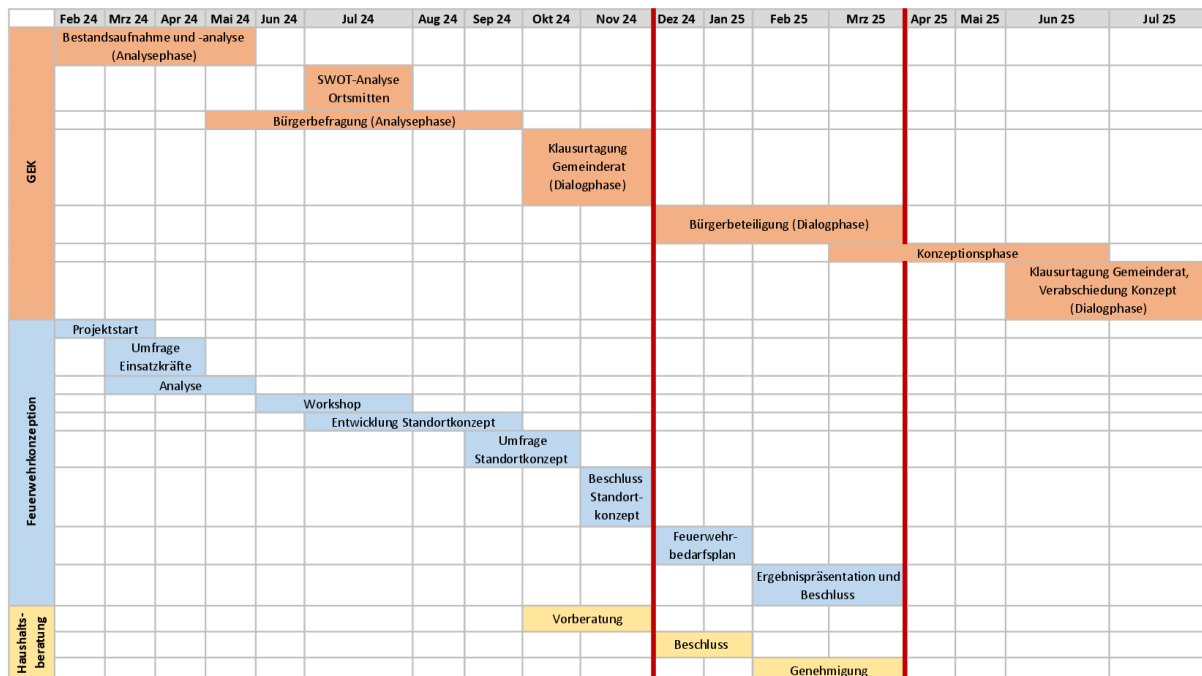 Feb 24 Mrz 24 Apr 24 Mai 24 Jun 24 Jul 24 Aug 24 Sep 24 Okt 24 Nov 24 Dez 24 Jan 25 Feb 25 Mrz 25 Apr 25 Mai 25 Jun 25 Jul 25
GEK
Bestandsaufnahme und -analyse
(Analysephase)
SWOT-Analyse
Ortsmitten
Bürgerbefragung (Analysephase)
Klausurtagung
Gemeinderat
(Dialogphase)
Bürgerbeteiligung (Dialogphase)
Konzeptionsphase
Klausurtagung Gemeinderat,
Verabschiedung Konzept
(Dialogphase)
Feuerwehrkonzeption
Projektstart
Umfrage
Einsatzkräfte
Analyse
Workshop
Entwicklung Standortkonzept
Umfrage
Standortkonzept
Beschluss
Standort-
konzept
Feuerwehr-
bedarfsplan
Ergebnispräsentation und
Beschluss
Haushalts-
beratung
Vorberatung
Beschluss
Genehmigung